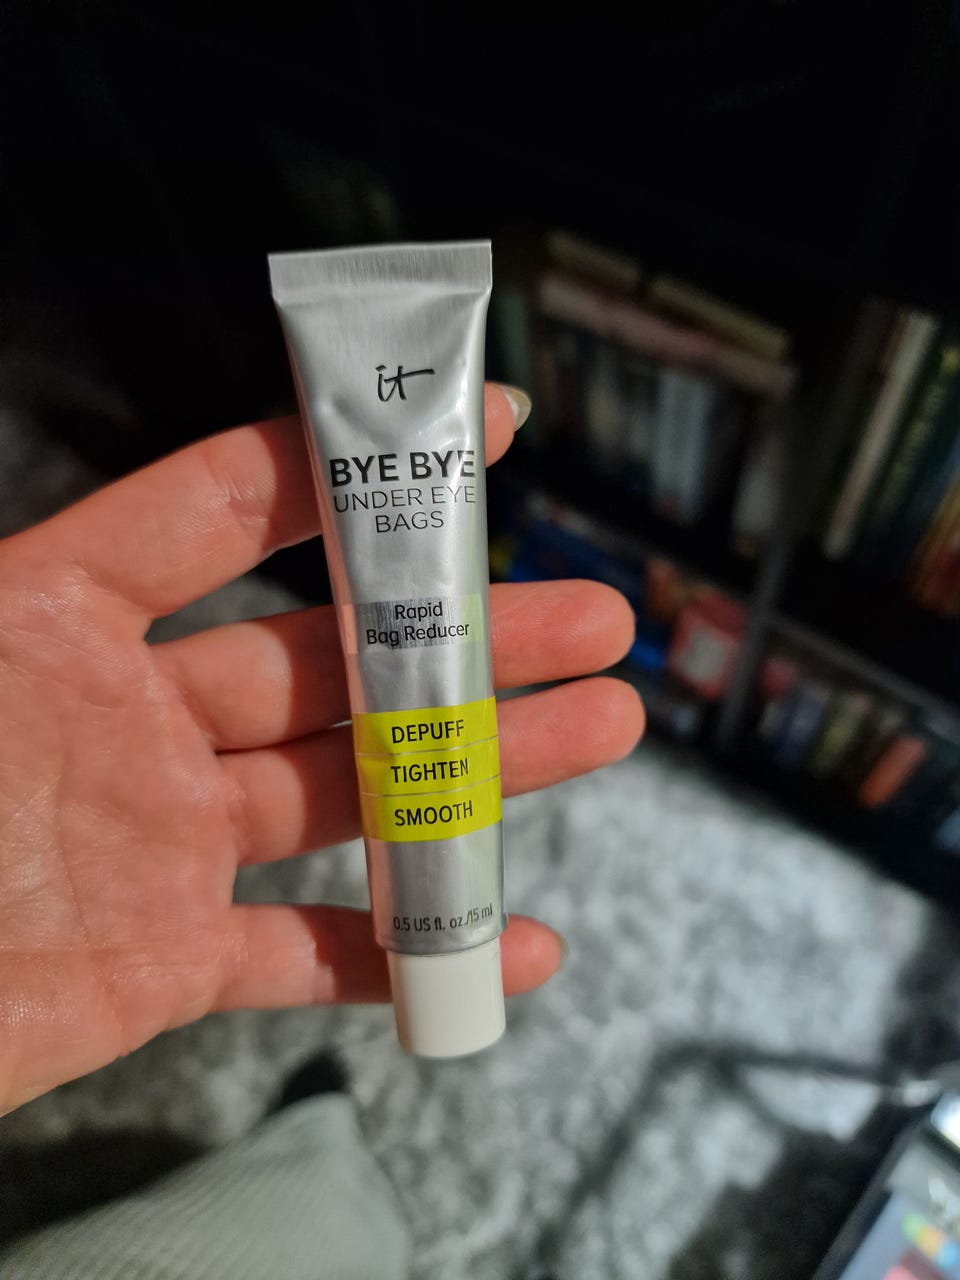 it
BYE BYE
UNDER EYE
BAGS
Rapid
Bag Reducer
DEPUFF
TIGHTEN
SMOOTH
0.5 US fl. oz./15 ml